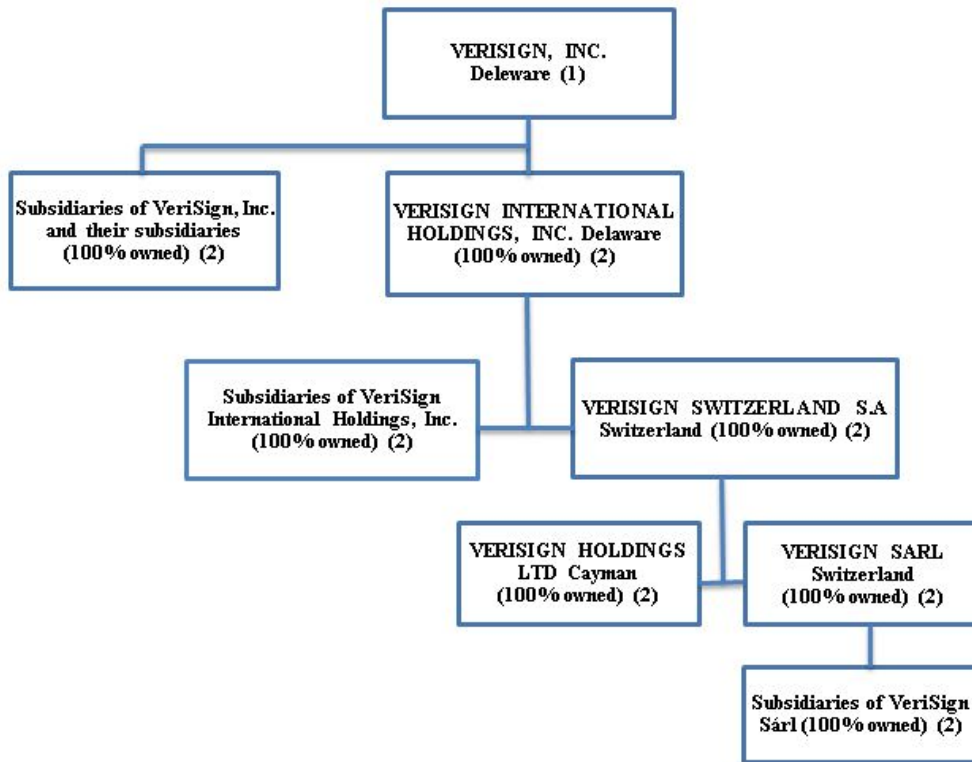 VERISIGN, INC.
Deleware (1)
Subsidiaries of VeriSign, Inc.
and their subsidiaries
(100% owned) (2)
VERISIGN INTERNATIONAL
HOLDINGS, INC. Delaware
(100% owned) (2)
Subsidiaries of VeriSign
International Holdings, Inc.
(100% owned) (2)
VERISIGN SWITZERLAND S.A
Switzerland (100% owned) (2)
VERISIGN HOLDINGS
LTD Cayman
(100% owned) (2)
VERISIGN SARL
Switzerland
(100% owned) (2)
Subsidiaries of VeriSign
Sárl (100% owned) (2)